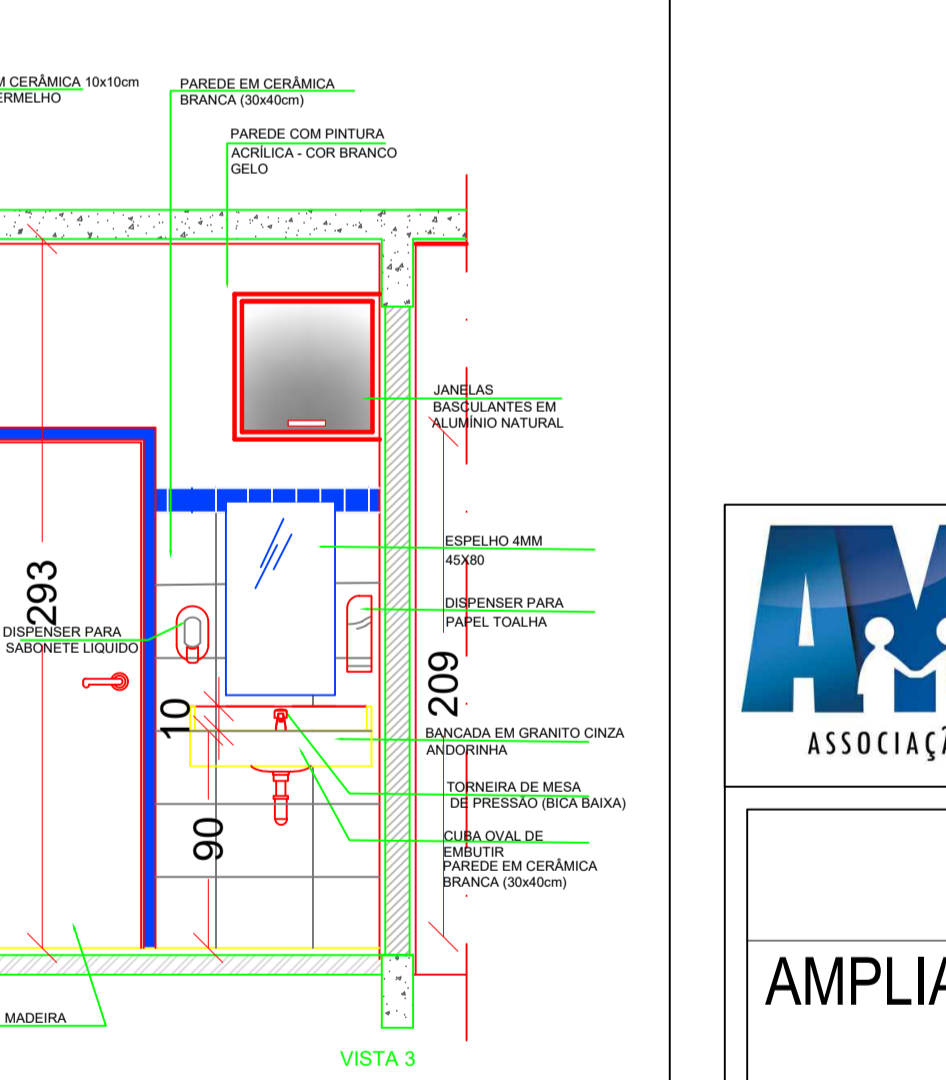 M CERÂMICA 10x10cm
ERMELHO
PAREDE EM CERÂMICA
BRANCA (30x40cm)
PAREDE COM PINTURA
ACRÍLICA - COR BRANCO
GELO
JANELAS
BASCULANTES EM
ALUMÍNIO NATURAL
293
ESPELHO 4MM
45X80
DISPENSER PARA
PAPEL TOALHA
DISPENSER PARA
SABONETE LIQUIDO
209
10
BANCADA EM GRANITO CINZA
ANDORINHA
TORNEIRA DE MESA
DE PRESSÃO (BICA BAIXA)
90
CUBA OVAL DE
EMBUTIR
PAREDE EM CERÂMICA
BRANCA (30x40cm)
MADEIRA
VISTA 3
AM
ASSOCIAÇÃ
AMPLIA